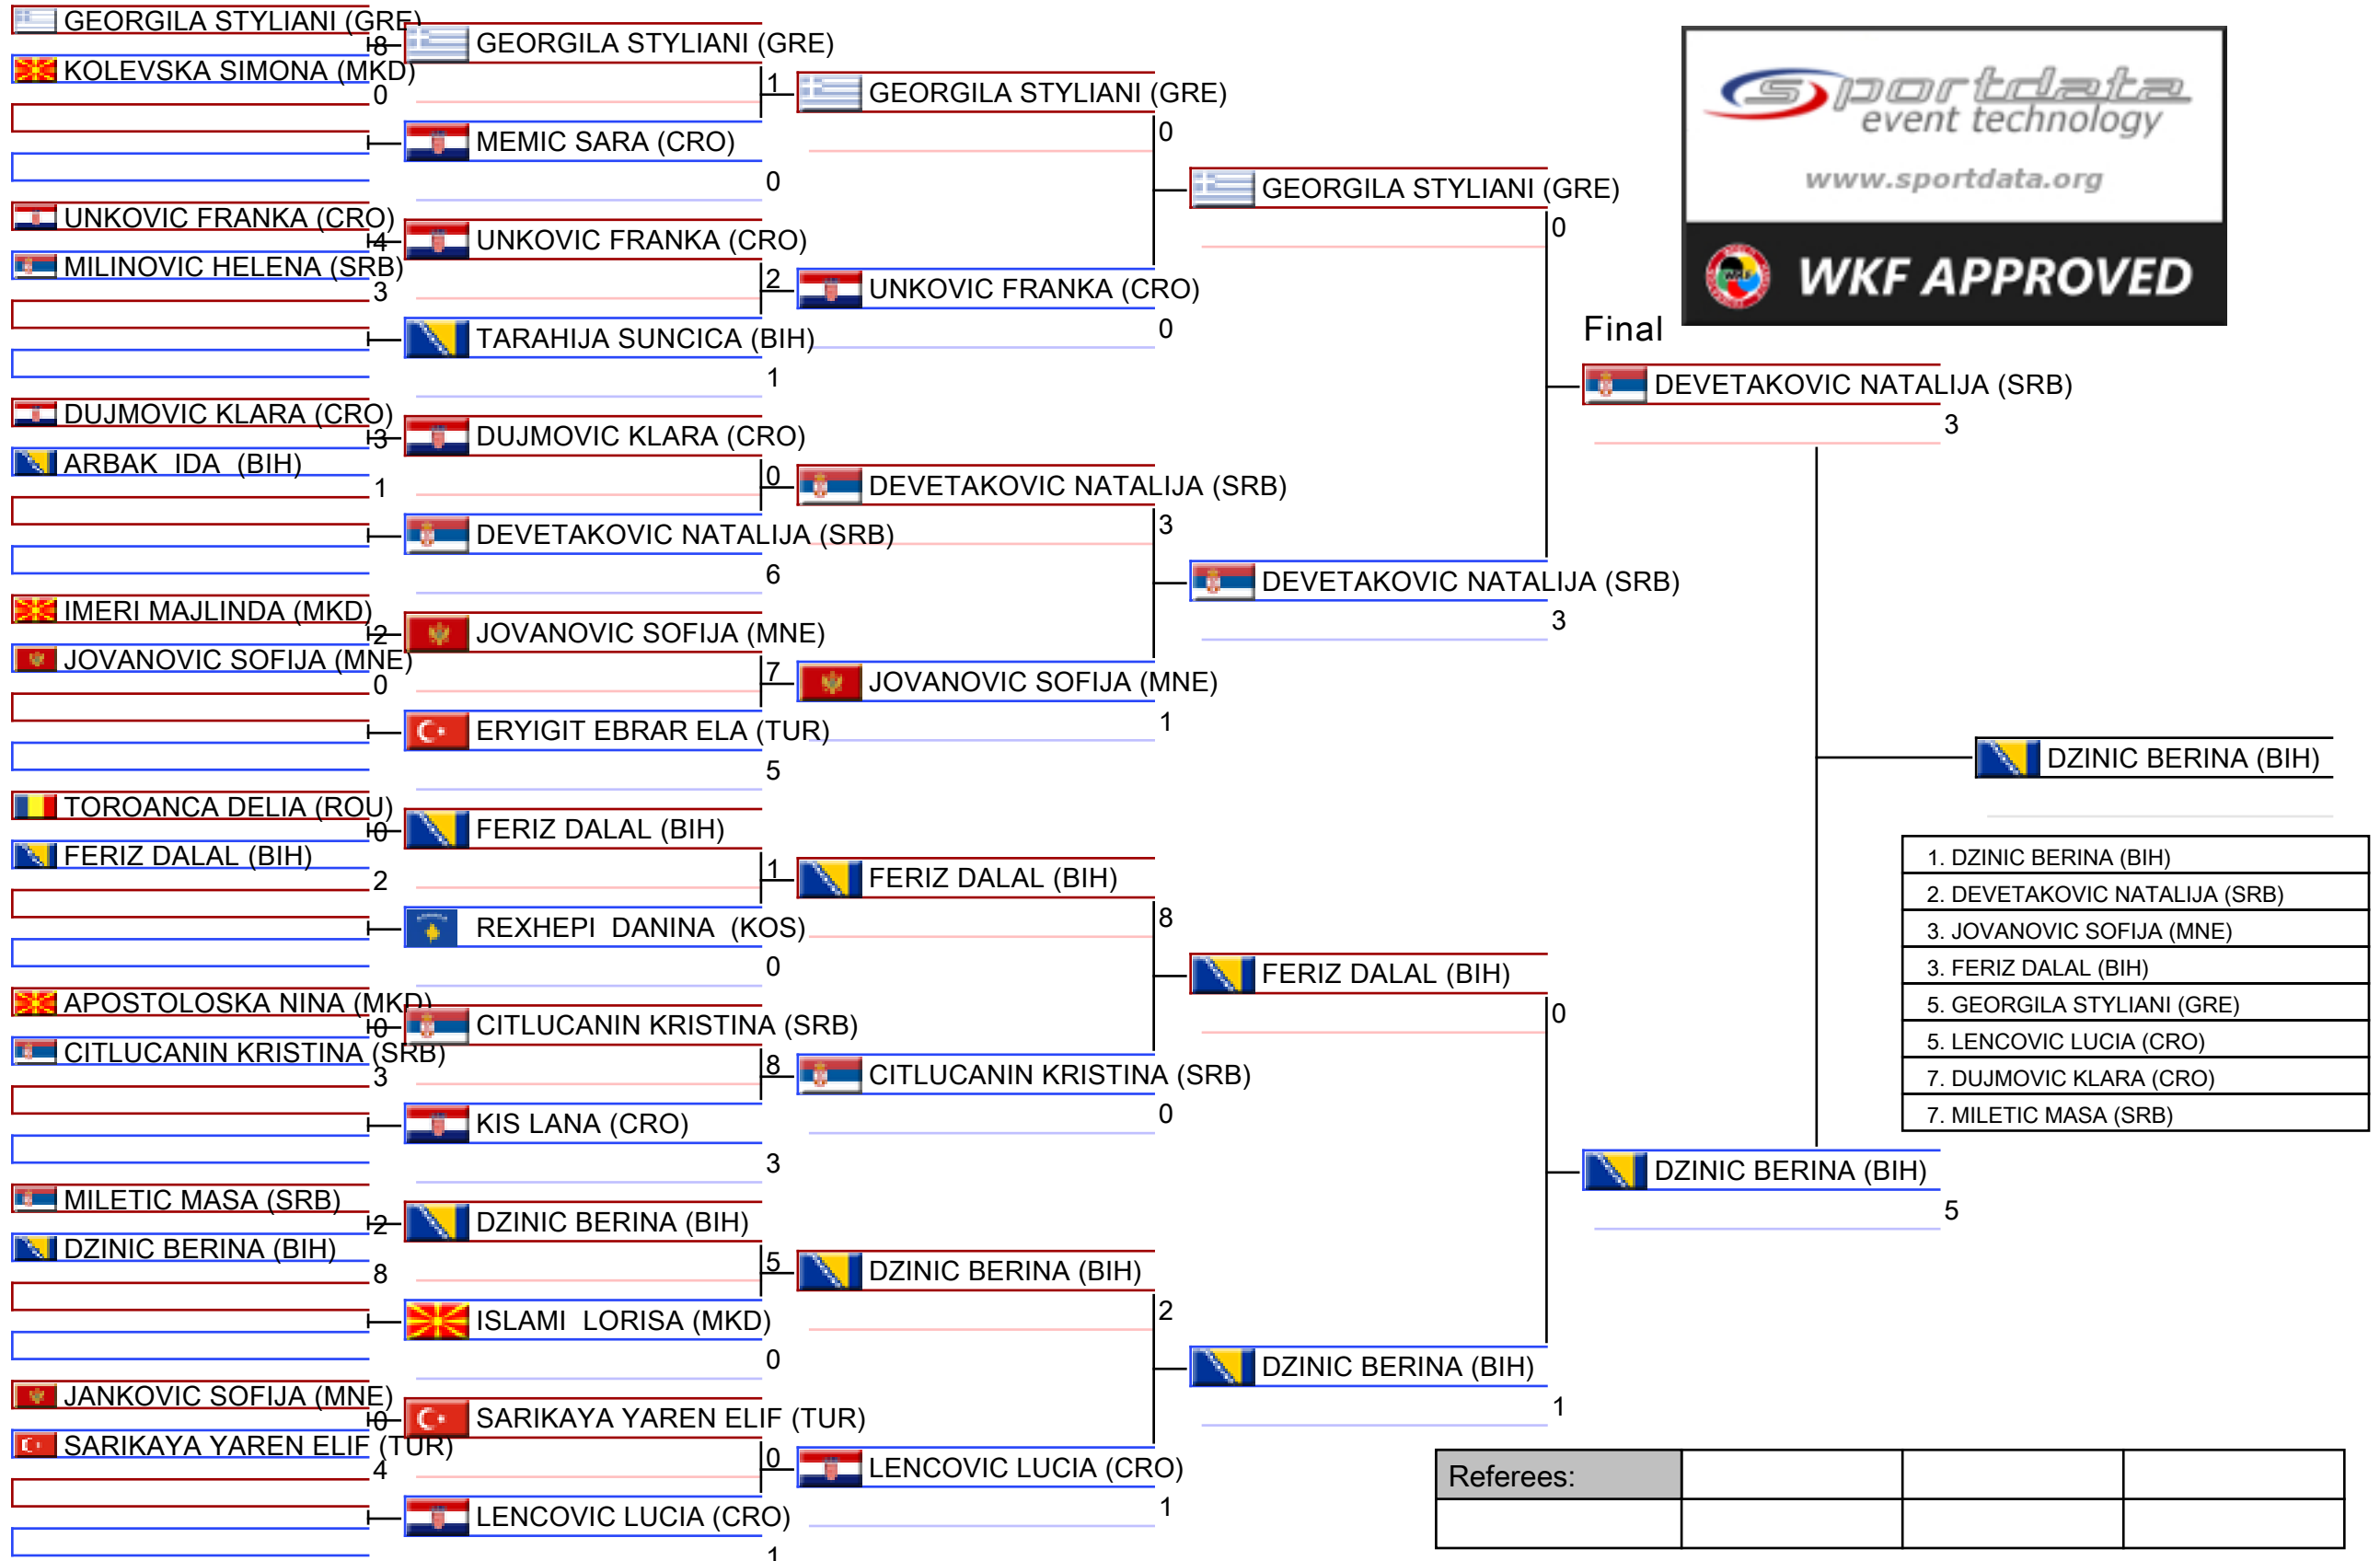 GEORGILA STYLIANI (GRE)
8
KOLEVSKA SIMONA (MKD)
0
UNKOVIC FRANKA (CRO)
4
MILINOVIC HELENA (SRB)
3
DUJMOVIC KLARA (CRO)
3
ARBAK  IDA  (BIH)
1
IMERI MAJLINDA (MKD)
2
JOVANOVIC SOFIJA (MNE)
0
TOROANCA DELIA (ROU)
0
FERIZ DALAL (BIH)
2
APOSTOLOSKA NINA (MKD)
0
CITLUCANIN KRISTINA (SRB)
3
MILETIC MASA (SRB)
2
DZINIC BERINA (BIH)
8
JANKOVIC SOFIJA (MNE)
0
SARIKAYA YAREN ELIF (TUR)
4
GEORGILA STYLIANI (GRE)
1
MEMIC SARA (CRO)
0
UNKOVIC FRANKA (CRO)
2
TARAHIJA SUNCICA (BIH)
1
DUJMOVIC KLARA (CRO)
0
DEVETAKOVIC NATALIJA (SRB)
6
JOVANOVIC SOFIJA (MNE)
7
ERYIGIT EBRAR ELA (TUR)
5
FERIZ DALAL (BIH)
1
REXHEPI  DANINA  (KOS)
0
CITLUCANIN KRISTINA (SRB)
8
KIS LANA (CRO)
3
DZINIC BERINA (BIH)
5
ISLAMI  LORISA (MKD)
0
SARIKAYA YAREN ELIF (TUR)
0
LENCOVIC LUCIA (CRO)
1
GEORGILA STYLIANI (GRE)
0
UNKOVIC FRANKA (CRO)
0
DEVETAKOVIC NATALIJA (SRB)
3
JOVANOVIC SOFIJA (MNE)
1
FERIZ DALAL (BIH)
8
CITLUCANIN KRISTINA (SRB)
0
DZINIC BERINA (BIH)
2
LENCOVIC LUCIA (CRO)
1
GEORGILA STYLIANI (GRE)
0
DEVETAKOVIC NATALIJA (SRB)
3
FERIZ DALAL (BIH)
0
DZINIC BERINA (BIH)
1
sportdata
event technology
www.sportdata.org
WKF APPROVED
Final
DEVETAKOVIC NATALIJA (SRB)
3
DZINIC BERINA (BIH)
5
DZINIC BERINA (BIH)
1. DZINIC BERINA (BIH)
2. DEVETAKOVIC NATALIJA (SRB)
3. JOVANOVIC SOFIJA (MNE)
3. FERIZ DALAL (BIH)
5. GEORGILA STYLIANI (GRE)
5. LENCOVIC LUCIA (CRO)
7. DUJMOVIC KLARA (CRO)
7. MILETIC MASA (SRB)
Referees: